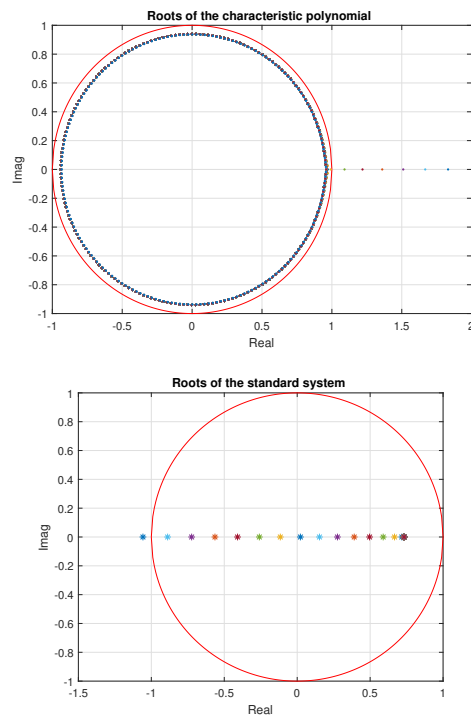 Roots of the characteristic polynomial
1
0.8
0.6
0.4
0.2
0
-0.2
-0.4
-0.6
-0.8
-1
Imag
-1 -0.5 0 0.5 1 1.5 2
Real
Roots of the standard system
1
0.8
0.6
0.4
0.2
0
-0.2
-0.4
-0.6
-0.8
-1
Imag
-1.5 -1 -0.5 0 0.5 1
Real